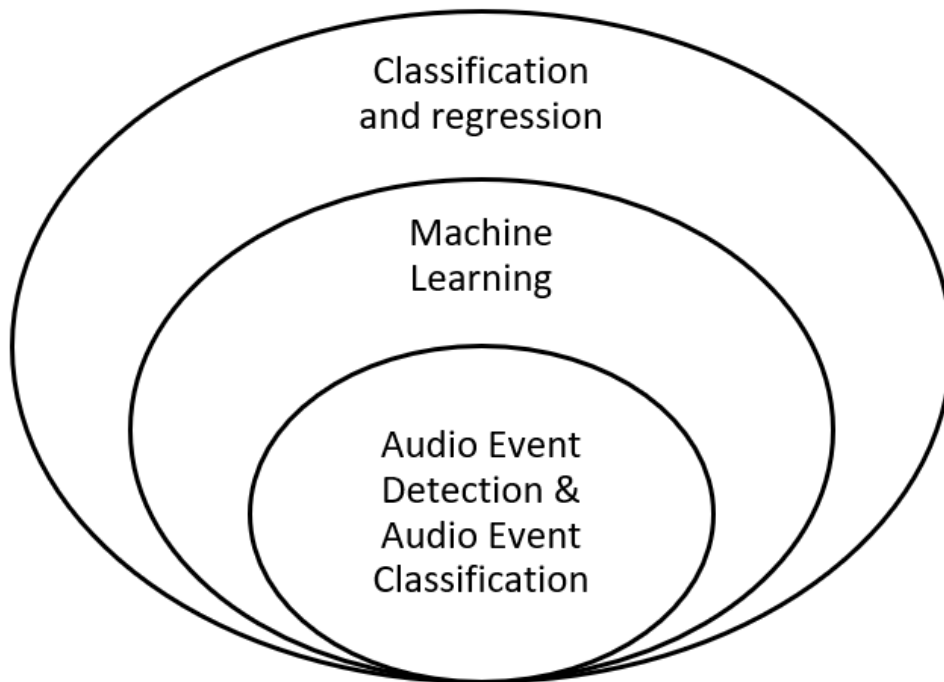 Classification
and regression
Machine
Learning
Audio Event
Detection &
Audio Event
Classification